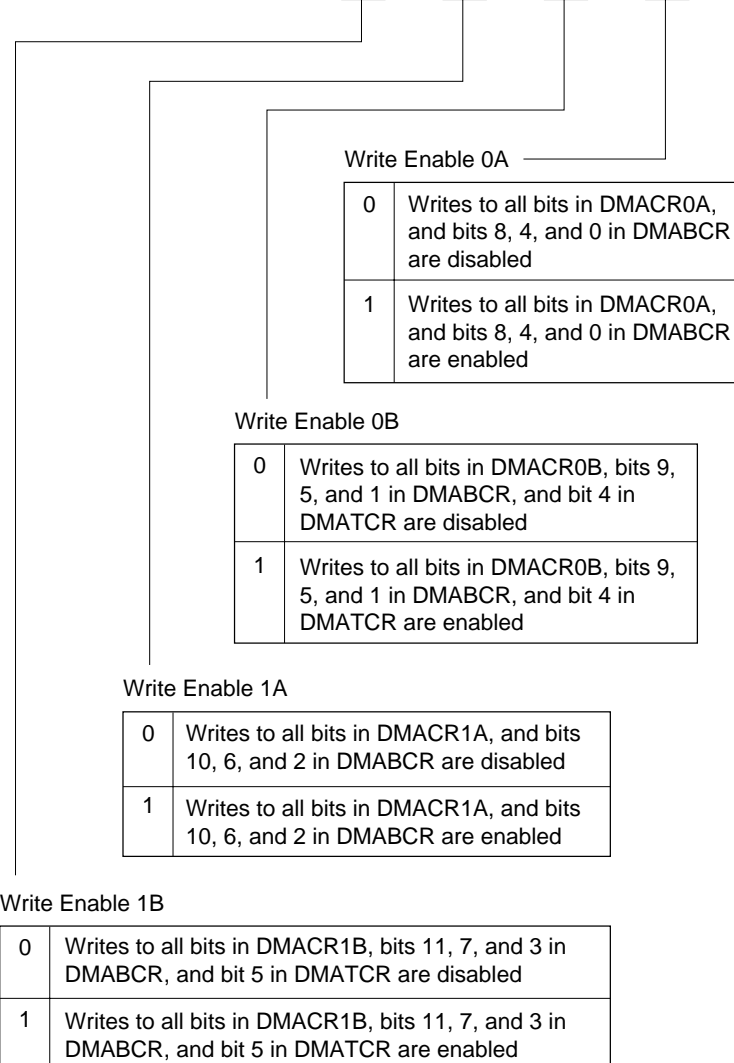 Write Enable 0A
0 Writes to all bits in DMACR0A,
and bits 8, 4, and 0 in DMABCR
are disabled
1 Writes to all bits in DMACR0A,
and bits 8, 4, and 0 in DMABCR
are enabled
Write Enable 0B
0 Writes to all bits in DMACR0B, bits 9,
5, and 1 in DMABCR, and bit 4 in
DMATCR are disabled
1 Writes to all bits in DMACR0B, bits 9,
5, and 1 in DMABCR, and bit 4 in
DMATCR are enabled
Write Enable 1A
0 Writes to all bits in DMACR1A, and bits
10, 6, and 2 in DMABCR are disabled
1 Writes to all bits in DMACR1A, and bits
10, 6, and 2 in DMABCR are enabled
Write Enable 1B
0 Writes to all bits in DMACR1B, bits 11, 7, and 3 in
DMABCR, and bit 5 in DMATCR are disabled
1 Writes to all bits in DMACR1B, bits 11, 7, and 3 in
DMABCR, and bit 5 in DMATCR are enabled